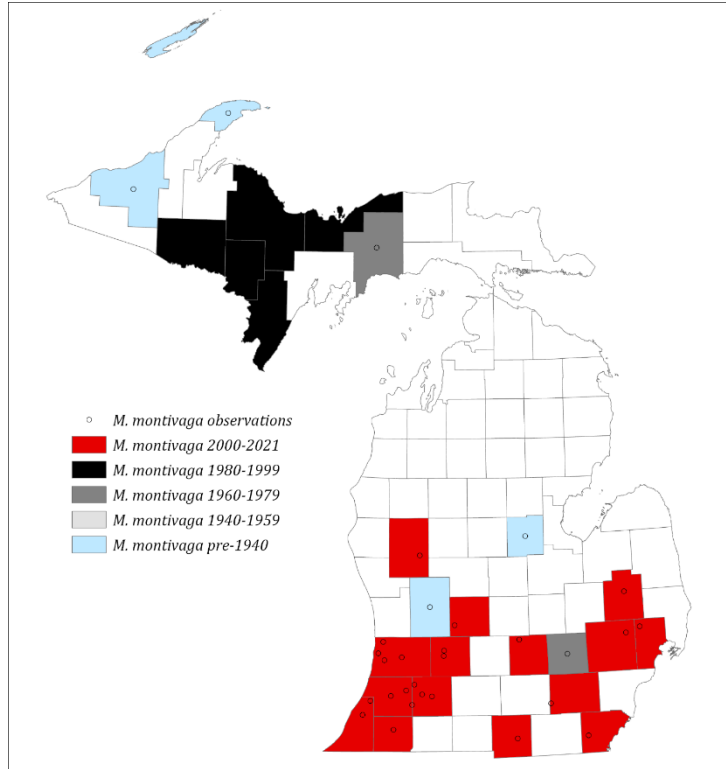 M. montivaga observations
M. montivaga 2000-2021
M. montivaga 1980-1999
M. montivaga 1960-1979
M. montivaga 1940-1959
M. montivaga pre-1940